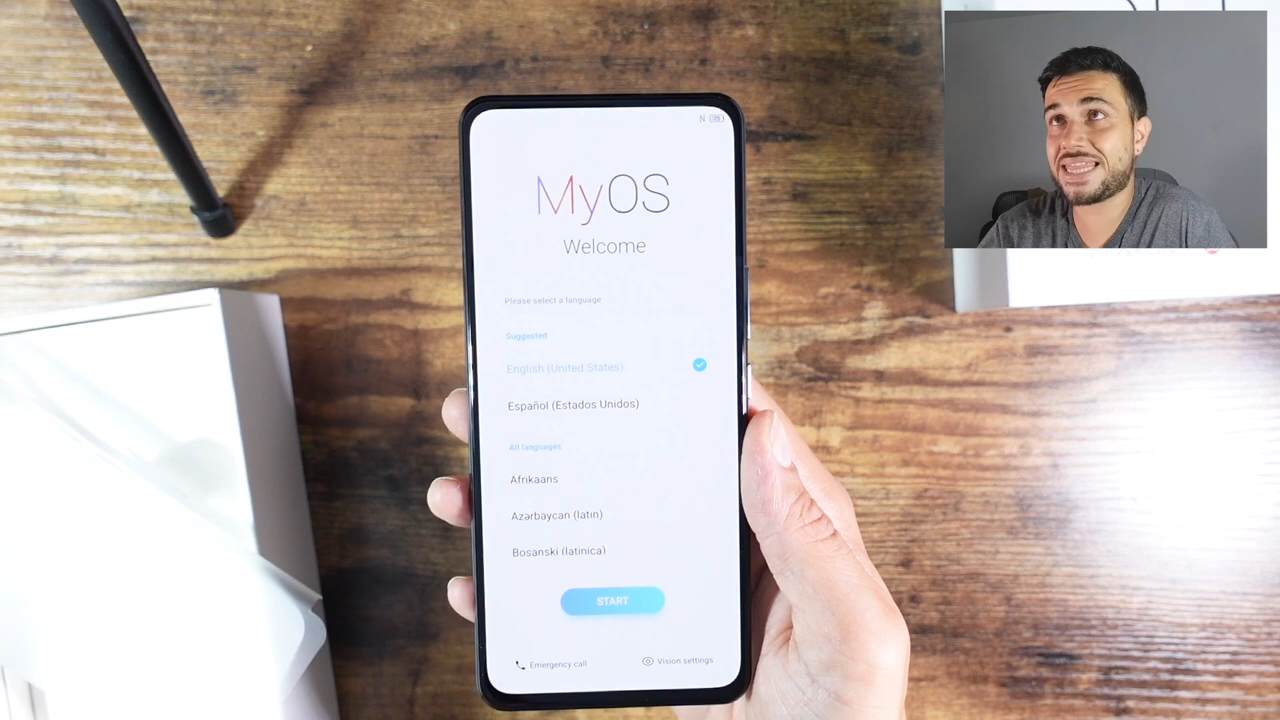 MyOS
Welcome
Please select a language
Suggested
English (United States)
Español (Estados Unidos)
All languages
Afrikaans
Azərbaycan (latın)
Bosanski (latinica)
START
Emergency call
Vision settings